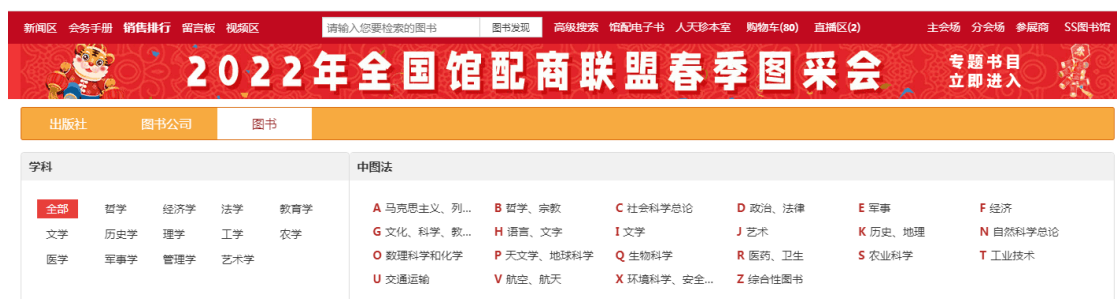 新闻区 会务手册 销售排行 留言板 视频区 请输入您要检索的图书 图书发现 高级搜索 馆配电子书 人天珍本室 购物车(80) 直播区(2) 主会场 分会场 参展商 SS图书馆
2022年全国馆配商联盟春季图采会 专题书目
立即进入
出版社 图书公司 图书
学科
全部 哲学 经济学 法学 教育学
文学 历史学 理学 工学 农学
医学 军事学 管理学 艺术学
中图法
A 马克思主义、列... B 哲学、宗教 C 社会科学总论 D 政治、法律 E 军事 F 经济
G 文化、科学、教... H 语言、文字 I 文学 J 艺术 K 历史、地理 N 自然科学总论
O 数理科学和化学 P 天文学、地球科学 Q 生物科学 R 医药、卫生 S 农业科学 T 工业技术
U 交通运输 V 航空、航天 X 环境科学、安全... Z 综合性图书